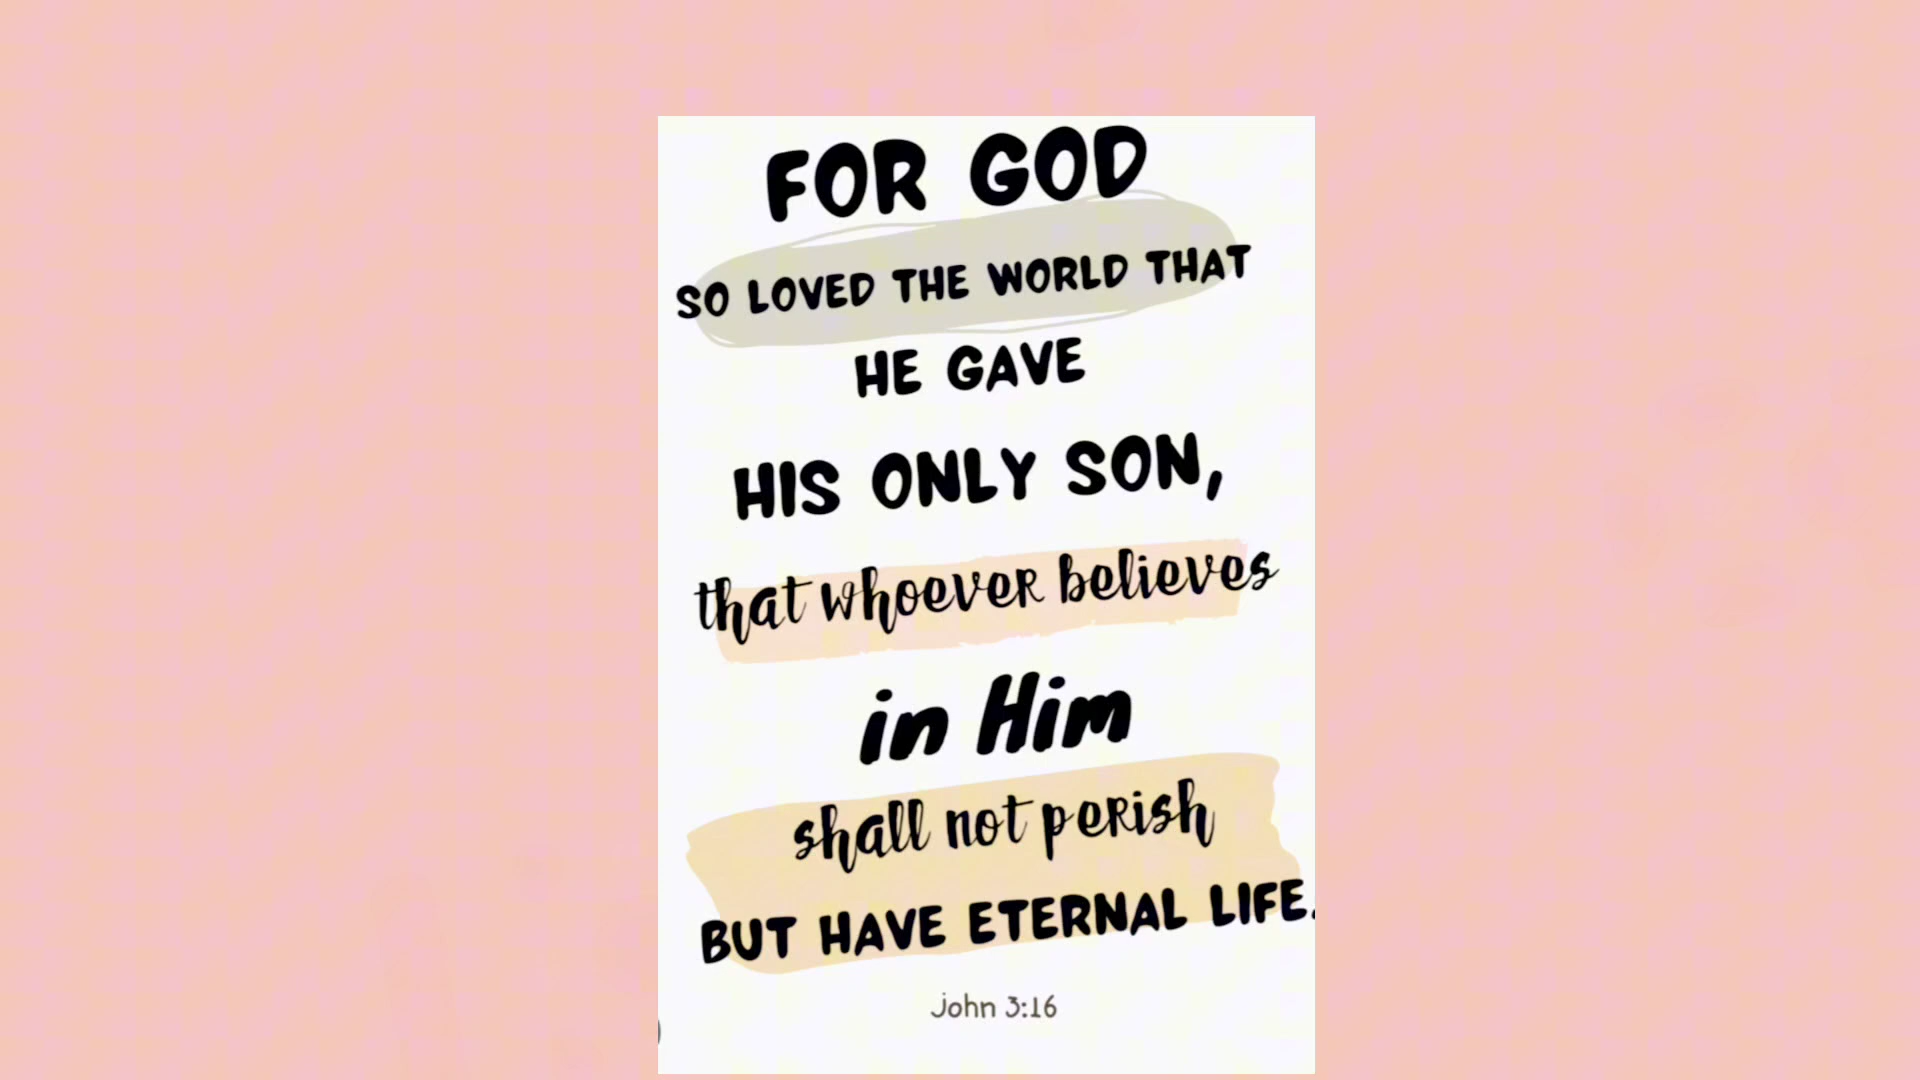 FOR GOD
SO LOVED THE WORLD THAT
HE GAVE
HIS ONLY SON,
that whoever believes
in Him
shall not perish
BUT HAVE ETERNAL LIFE.
John 3:16